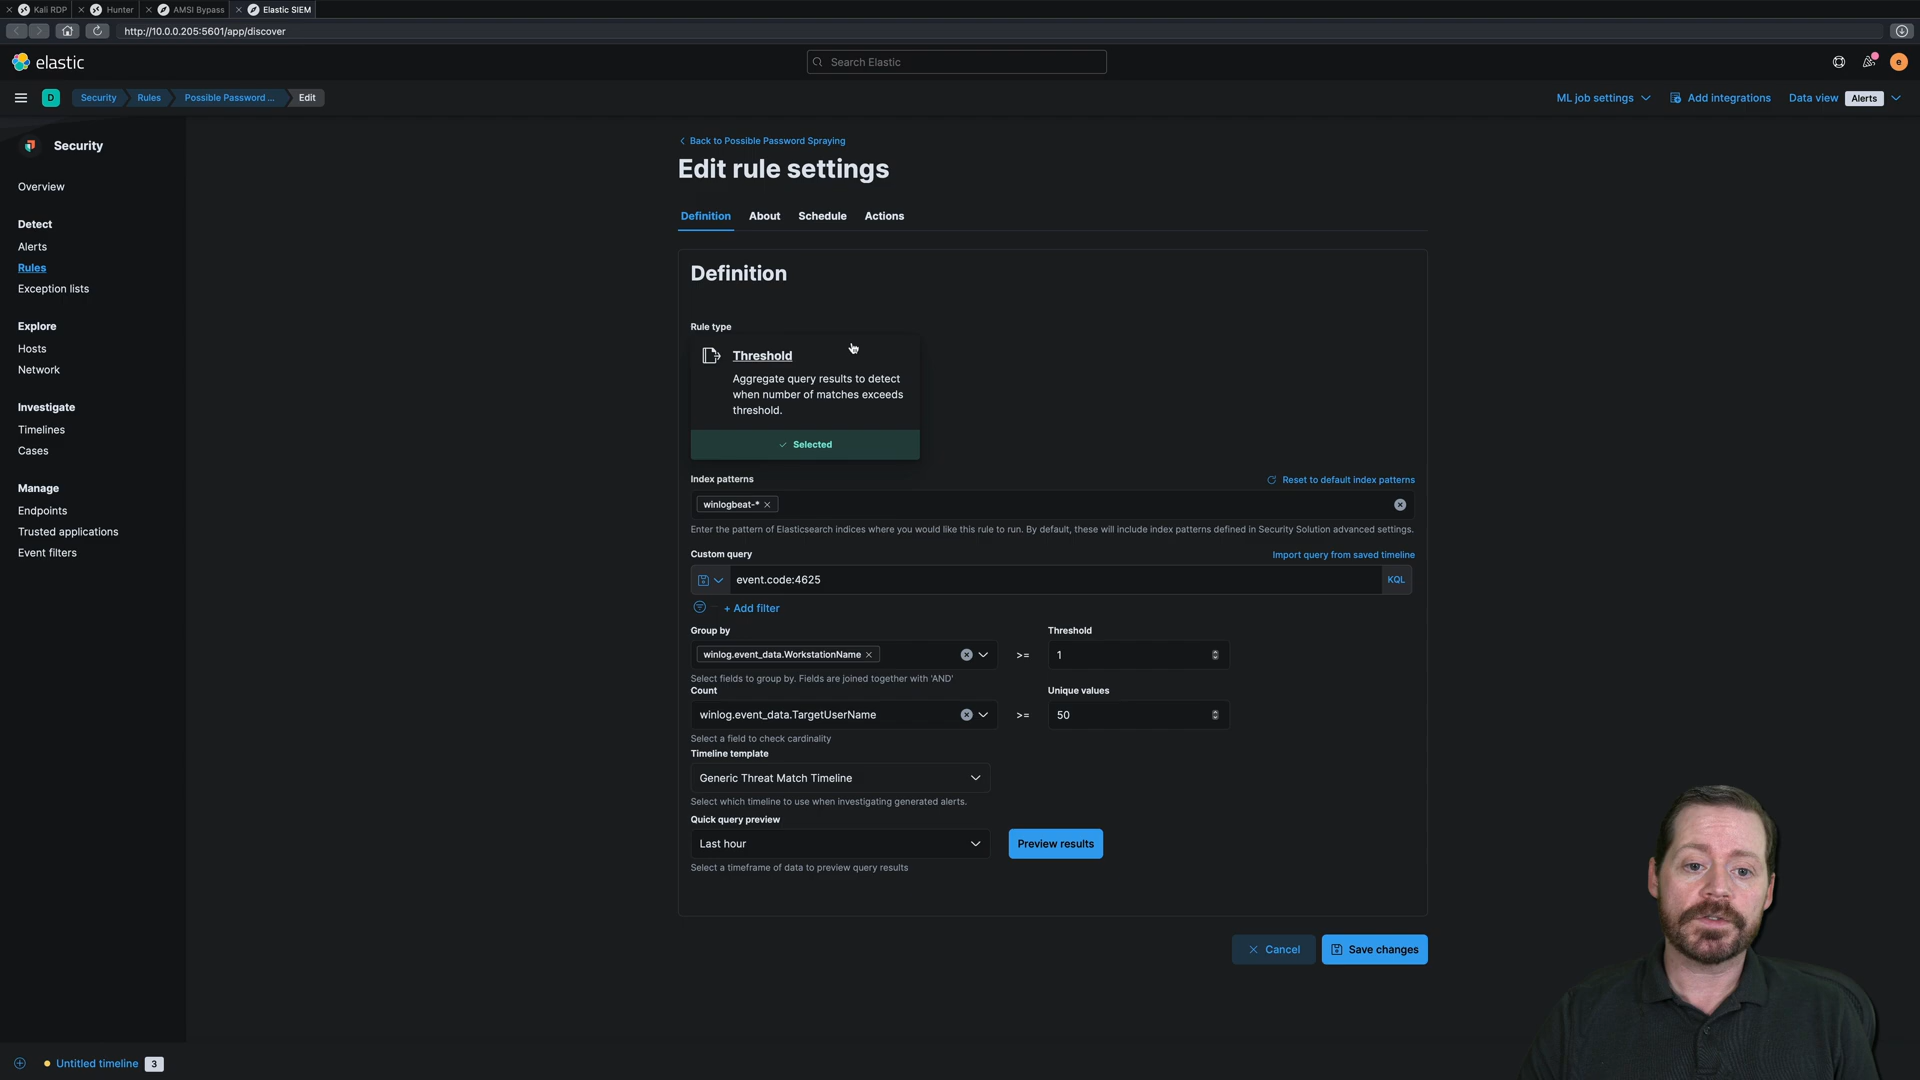 Kali RDP
Hunter
AMSI Bypass
Elastic SIEM
http://10.0.0.205:5601/app/discover
elastic
Search Elastic
e
D
Security
Rules
Possible Password ...
Edit
ML job settings
Add integrations
Data view
Alerts
Security
Overview
Detect
Alerts
Rules
Exception lists
Explore
Hosts
Network
Investigate
Timelines
Cases
Manage
Endpoints
Trusted applications
Event filters
Back to Possible Password Spraying
Edit rule settings
Definition
About
Schedule
Actions
Definition
Rule type
Threshold
Aggregate query results to detect
when number of matches exceeds
threshold.
Selected
Index patterns
Reset to default index patterns
winlogbeat-*
Enter the pattern of Elasticsearch indices where you would like this rule to run. By default, these will include index patterns defined in Security Solution advanced settings.
Custom query
Import query from saved timeline
event.code:4625
KQL
+ Add filter
Group by
Threshold
winlog.event_data.WorkstationName
>=
1
Select fields to group by. Fields are joined together with 'AND'
Count
Unique values
winlog.event_data.TargetUserName
>=
50
Select a field to check cardinality
Timeline template
Generic Threat Match Timeline
Select which timeline to use when investigating generated alerts.
Quick query preview
Last hour
Preview results
Select a timeframe of data to preview query results
Cancel
Save changes
Untitled timeline
3